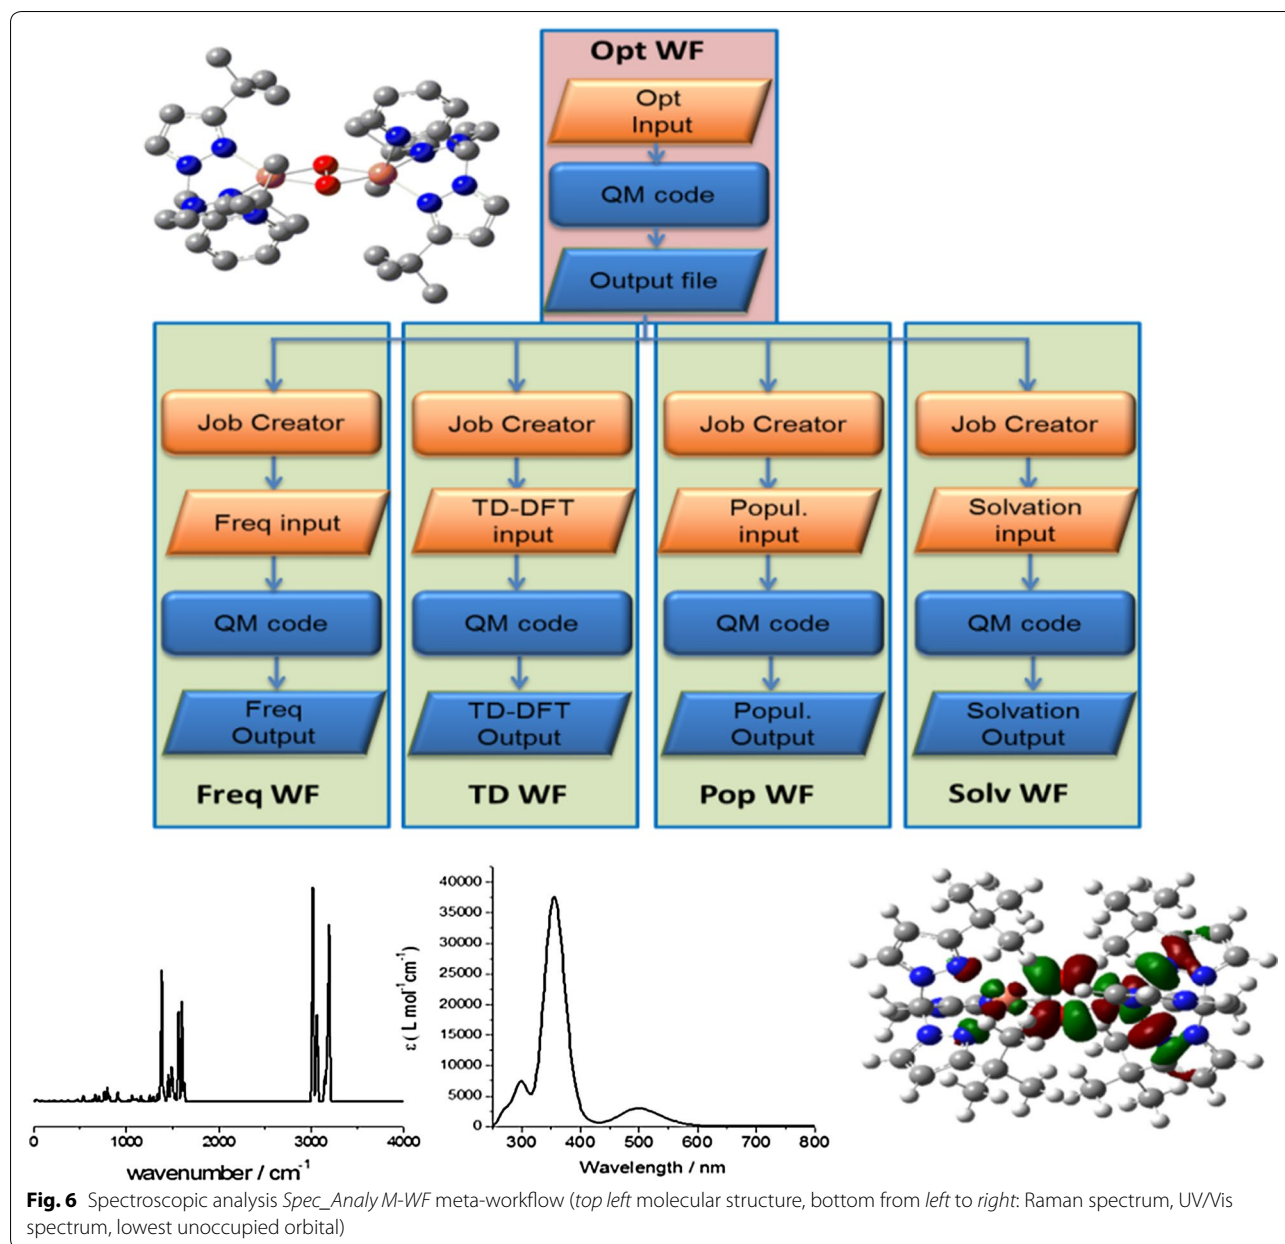 Opt WF
Opt
Input
QM code
Output file
Job Creator
Freq input
QM code
Freq
Output
Freq WF
Job Creator
TD-DFT
input
QM code
TD-DFT
Output
TD WF
Job Creator
Popul.
input
QM code
Popul.
Output
Pop WF
Job Creator
Solvation
input
QM code
Solvation
Output
Solv WF
0 1000 2000 3000 4000
wavenumber / cm⁻¹
40000
35000
30000
25000
20000
15000
10000
5000
0
ε ( L mol⁻¹cm⁻¹)
300 400 500 600 700 800
Wavelength / nm
Fig. 6 Spectroscopic analysis Spec_Analy M-WF meta-workflow (top left molecular structure, bottom from left to right: Raman spectrum, UV/Vis
spectrum, lowest unoccupied orbital)